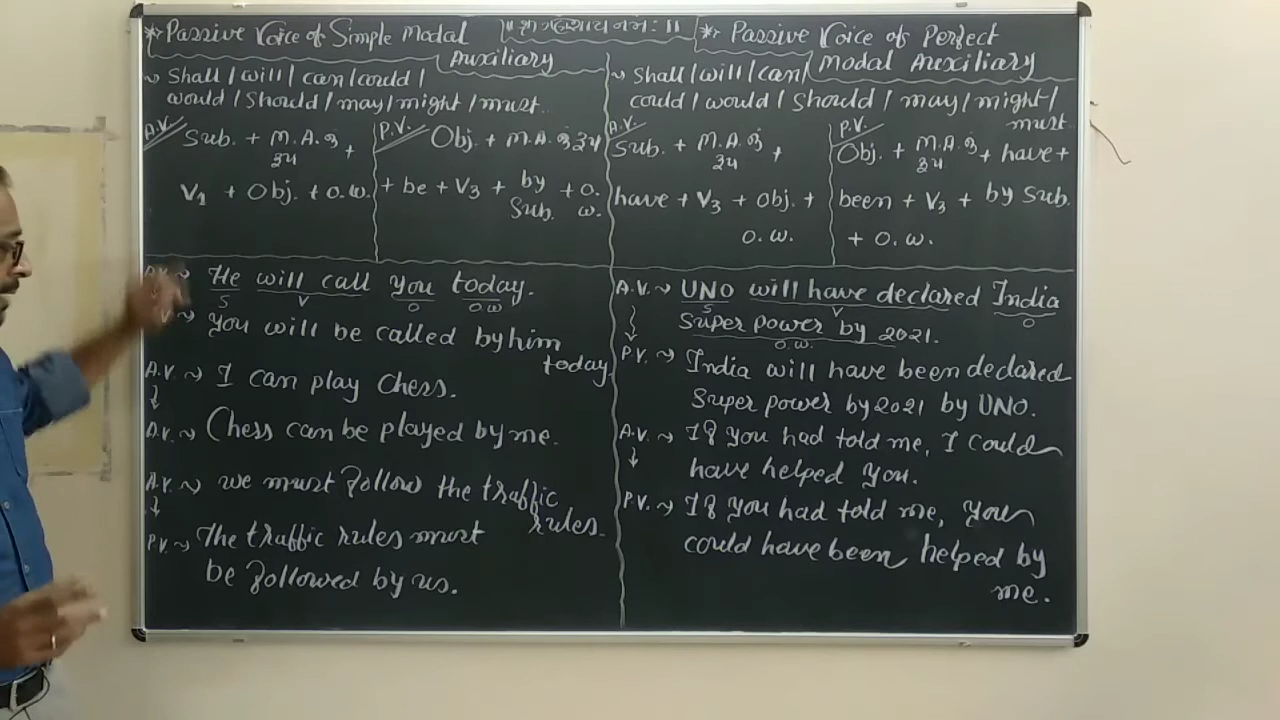 * Passive Voice of Simple Modal
Auxiliary
~ Shall / will / can / could /
would / Should / may / might / must
A.V.
Sub. + M.A. नु
રૂપ +
V1 + Obj. + o.w.
P.V.
Obj. + M.A. નું રૂપ
+ be + V3 + by + o.
Sub. w.
A.V. ~ He will call you today.
S V O O.W
P.V. ~ you will be called by him
today.
A.V. ~ I can play chess.
↓
A.V. ~ Chess can be played by me.
A.V. ~ we must follow the traffic
rules.
↓
P.V. ~ The traffic rules must
be followed by us.
* Passive Voice of Perfect
Modal Auxiliary
~ Shall / will / can /
could / would / Should / may / might /
must
A.V.
Sub. + M.A. નું
રૂપ +
have + V3 + Obj. +
o.w.
P.V.
Obj. + M.A. નું + have +
રૂપ
been + V3 + by Sub.
+ o.w.
A.V. ~ UNO will have declared India
S V O
Super power by 2021.
O.W.
↓
P.V. ~ India will have been declared
Super power by 2021 by UNO.
A.V. ~ If you had told me, I could
have helped you.
↓
P.V. ~ If you had told me, you
could have been helped by
me.